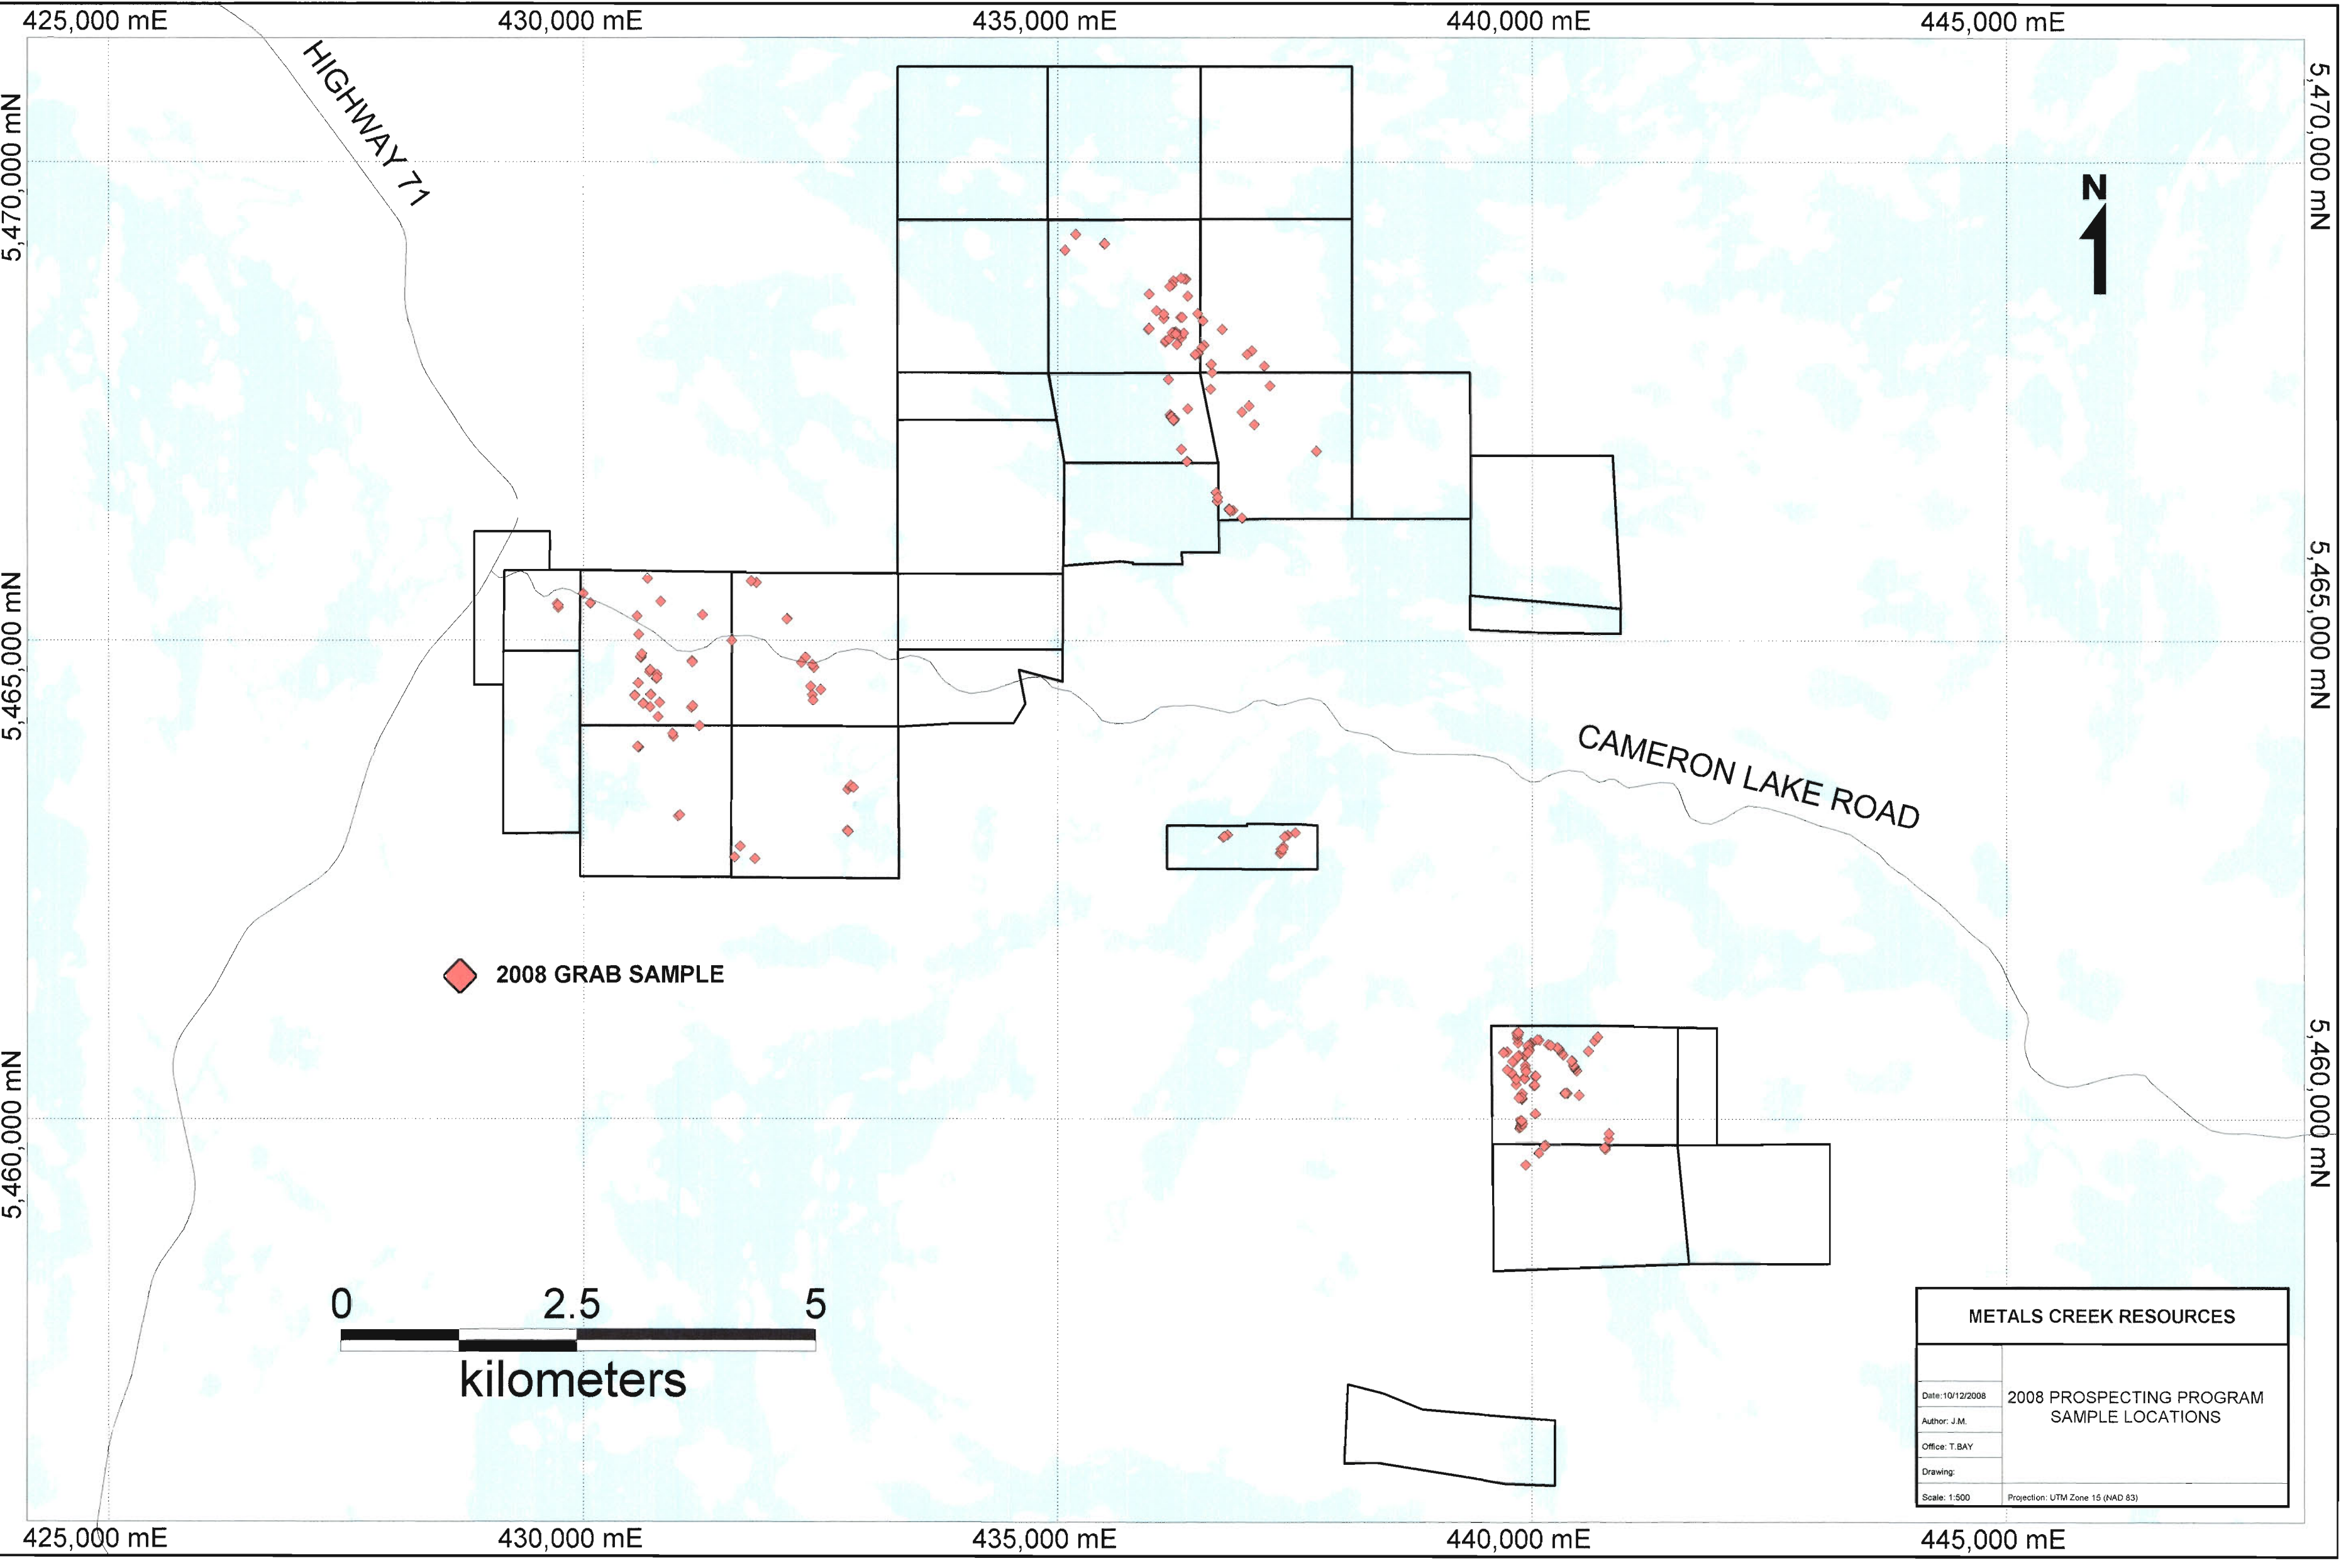 425,000 mE
430,000 mE
435,000 mE
440,000 mE
445,000 mE
HIGHWAY 71
5,470,000 mN
5,470,000 mN
N
5,465,000 mN
5,465,000 mN
CAMERON LAKE ROAD
2008 GRAB SAMPLE
5,460,000 mN
5,460,000 mN
0 2.5 5
kilometers
METALS CREEK RESOURCES
Date:10/12/2008
Author: J.M.
Office: T.BAY
Drawing:
Scale: 1:500
2008 PROSPECTING PROGRAM
SAMPLE LOCATIONS
Projection: UTM Zone 15 (NAD 83)
425,000 mE
430,000 mE
435,000 mE
440,000 mE
445,000 mE